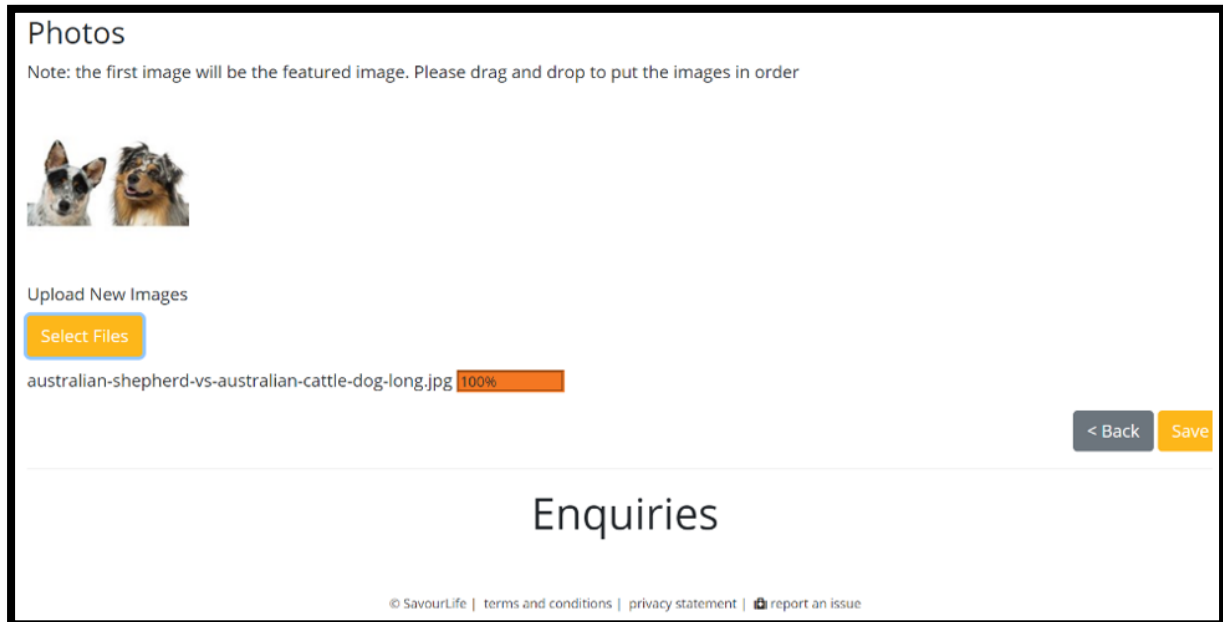 Photos
Note: the first image will be the featured image. Please drag and drop to put the images in order
Upload New Images
Select Files
australian-shepherd-vs-australian-cattle-dog-long.jpg 100%
< Back Save
Enquiries
© SavourLife | terms and conditions | privacy statement | report an issue